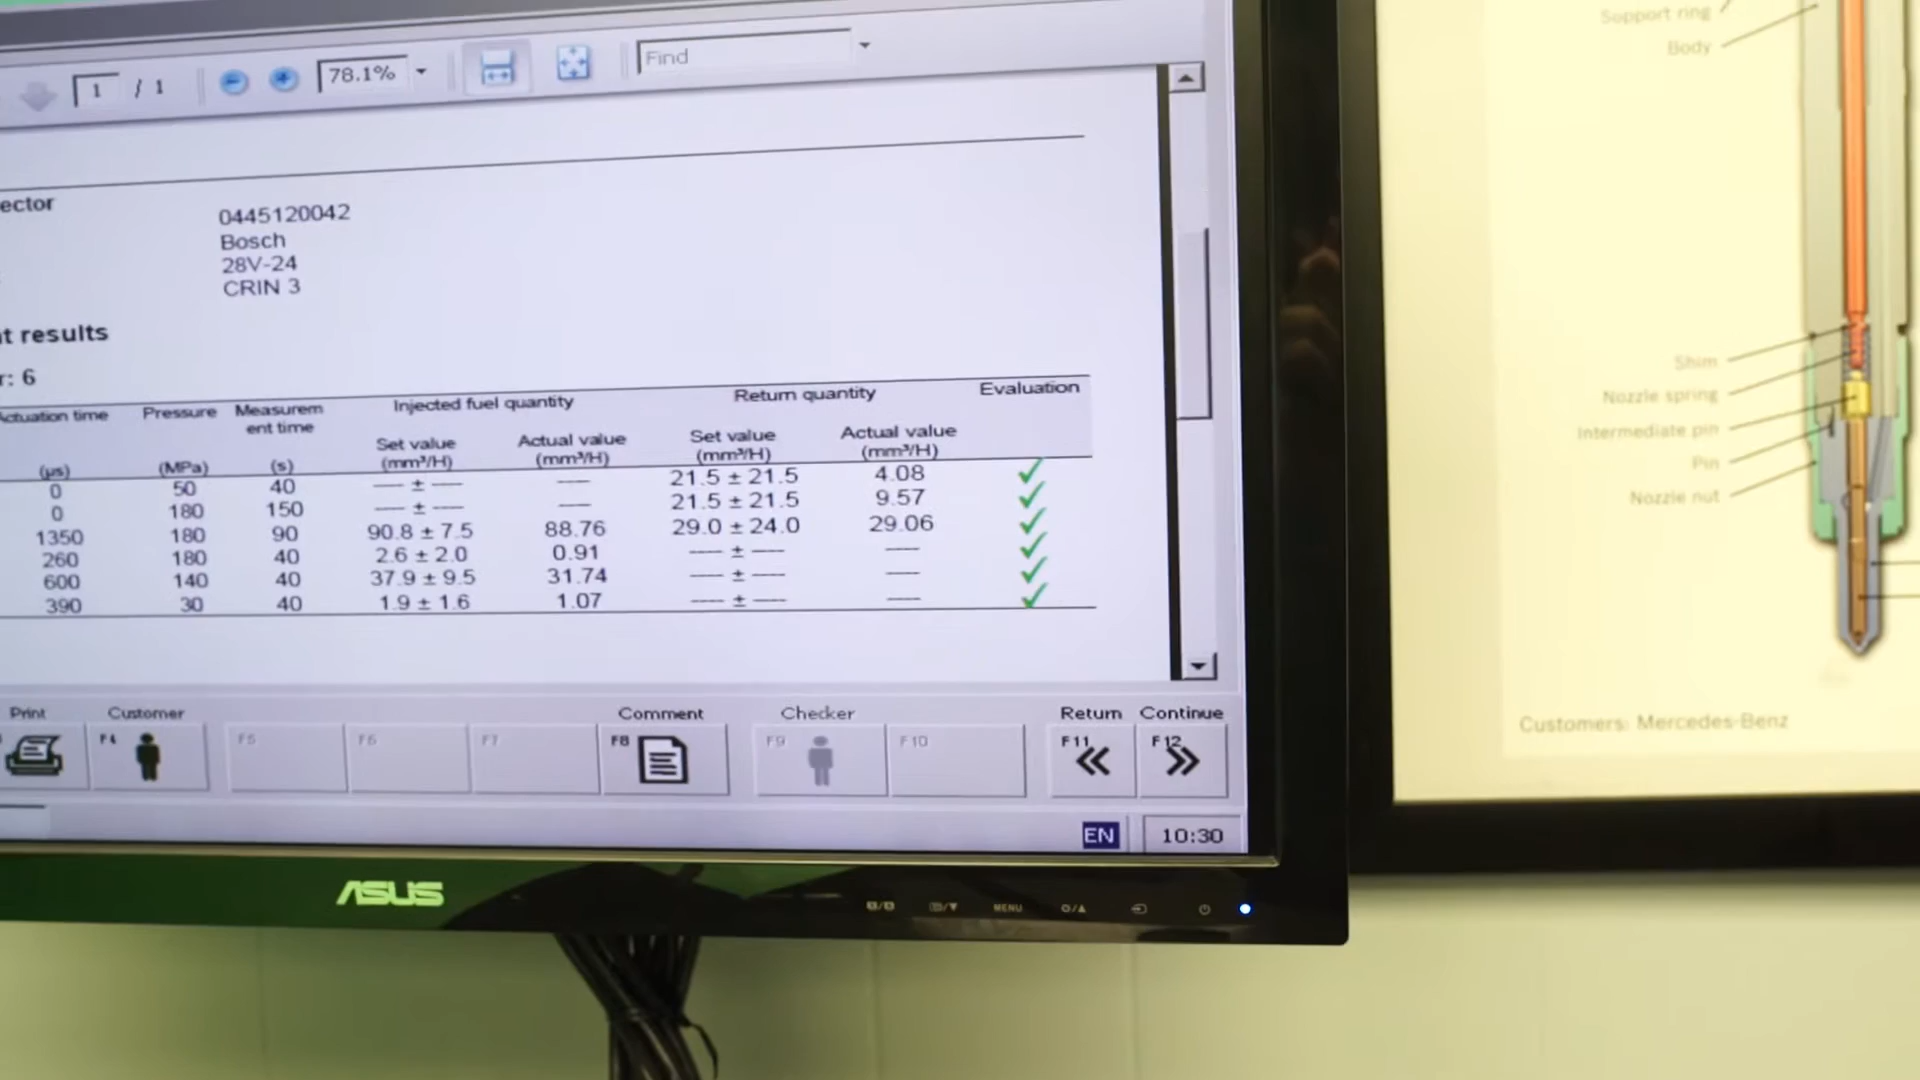 1 / 1 78.1% Find
ector 0445120042
Bosch
28V-24
CRIN 3
t results
r: 6
Actuation time Pressure Measurem Injected fuel quantity Return quantity Evaluation
ent time Set value Actual value Set value Actual value
(µs) (MPa) (s) (mm³/H) (mm³/H) (mm³/H) (mm³/H)
0 50 40 ---- ± ---- ---- 21.5 ± 21.5 4.08 ✓
0 180 150 ---- ± ---- ---- 21.5 ± 21.5 9.57 ✓
1350 180 90 90.8 ± 7.5 88.76 29.0 ± 24.0 29.06 ✓
260 180 40 2.6 ± 2.0 0.91 ---- ± ---- ---- ✓
600 140 40 37.9 ± 9.5 31.74 ---- ± ---- ---- ✓
390 30 40 1.9 ± 1.6 1.07 ---- ± ---- ---- ✓
Print Customer Comment Checker Return Continue
F4 F5 F6 F7 F8 F9 F10 F11 F12
EN 10:30
ASUS
MENU
Support ring
Body
Shim
Nozzle spring
Intermediate pin
Pin
Nozzle nut
Customers: Mercedes-Benz